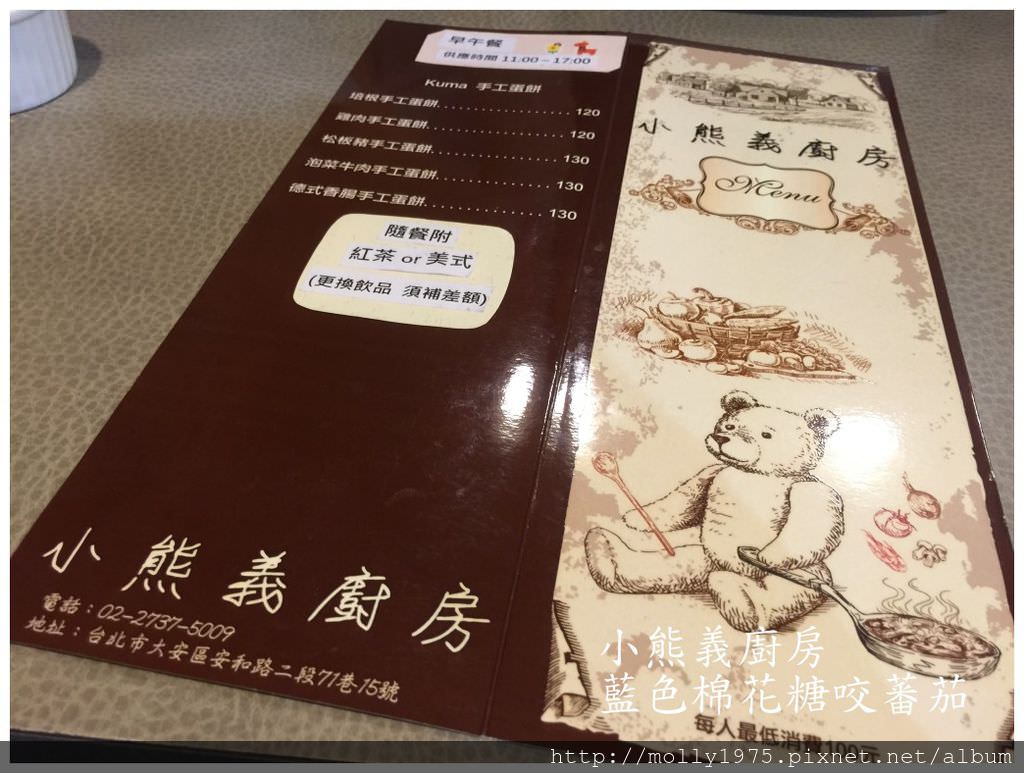 早午餐
供應時間 11:00 – 17:00
Kuma 手工蛋餅
培根手工蛋餅.................... 120
雞肉手工蛋餅.................... 120
松板豬手工蛋餅.................. 130
泡菜牛肉手工蛋餅................ 130
德式香腸手工蛋餅................ 130
隨餐附
紅茶 or 美式
(更換飲品 須補差額)
小熊義廚房
電話：02-2737-5009
地址：台北市大安區安和路二段71巷15號
小熊義廚房
Menu
每人最低消費100元
小熊義廚房
藍色棉花糖咬蕃茄
http://molly1975.pixnet.net/album